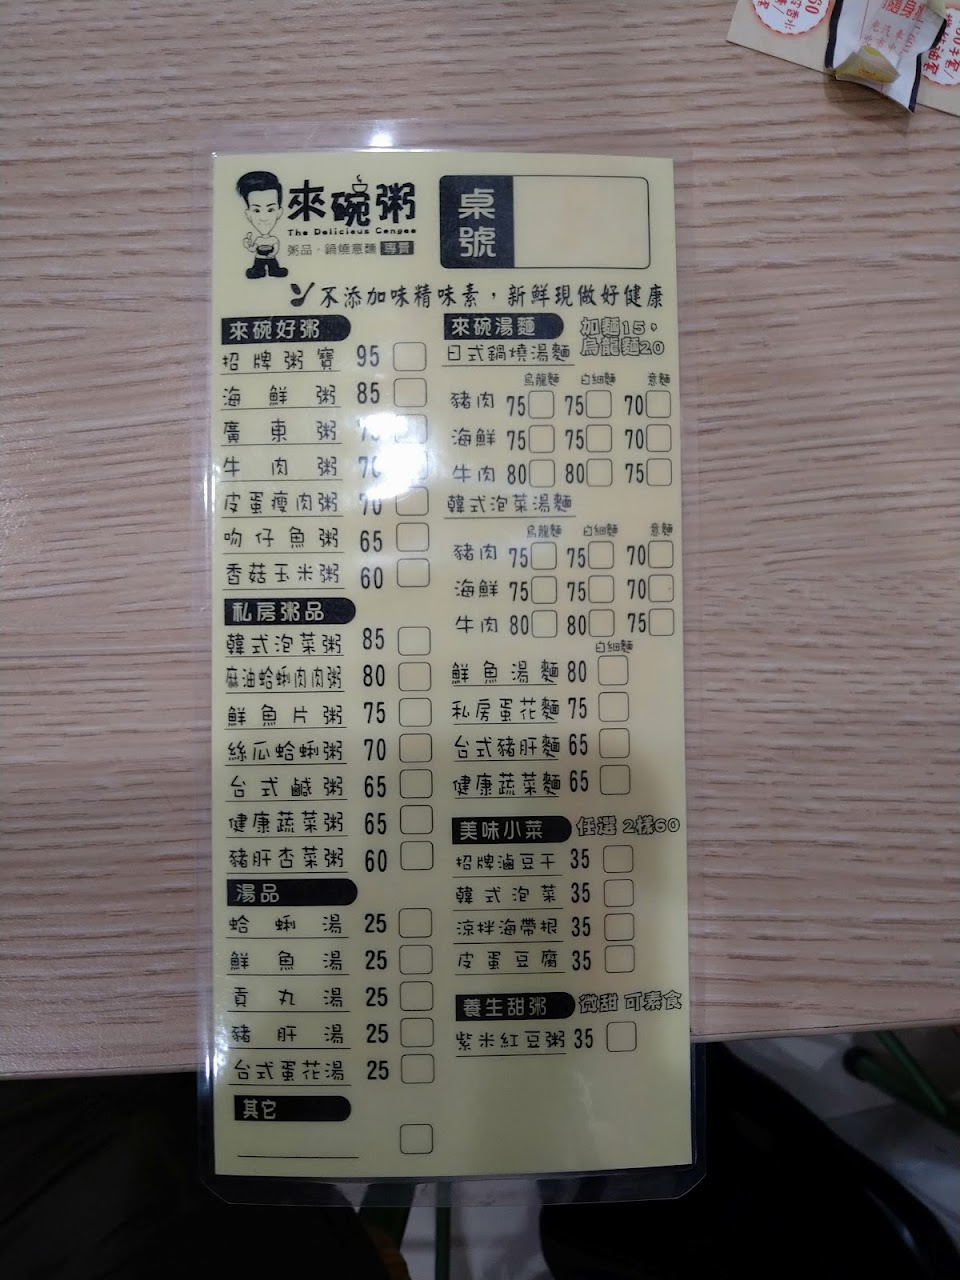 來碗粥
The Delicious Congee
粥品·鍋燒意麵 專賣
桌號
不添加味精味素，新鮮現做好健康
來碗好粥
招牌粥寶 95
海鮮粥 85
廣東粥
牛肉粥 70
皮蛋瘦肉粥 70
吻仔魚粥 65
香菇玉米粥 60
私房粥品
韓式泡菜粥 85
麻油蛤蜊肉肉粥 80
鮮魚片粥 75
絲瓜蛤蜊粥 70
台式鹹粥 65
健康蔬菜粥 65
豬肝杏菜粥 60
湯品
蛤蜊湯 25
鮮魚湯 25
貢丸湯 25
豬肝湯 25
台式蛋花湯 25
其它
來碗湯麵 加麵15，烏龍麵20
日式鍋燒湯麵
烏龍麵 白細麵 意麵
豬肉 75 75 70
海鮮 75 75 70
牛肉 80 80 75
韓式泡菜湯麵
烏龍麵 白細麵 意麵
豬肉 75 75 70
海鮮 75 75 70
牛肉 80 80 75
白細麵
鮮魚湯麵 80
私房蛋花麵 75
台式豬肝麵 65
健康蔬菜麵 65
美味小菜 任選 2樣60
招牌滷豆干 35
韓式泡菜 35
涼拌海帶根 35
皮蛋豆腐 35
養生甜粥 微甜 可素食
紫米紅豆粥 35